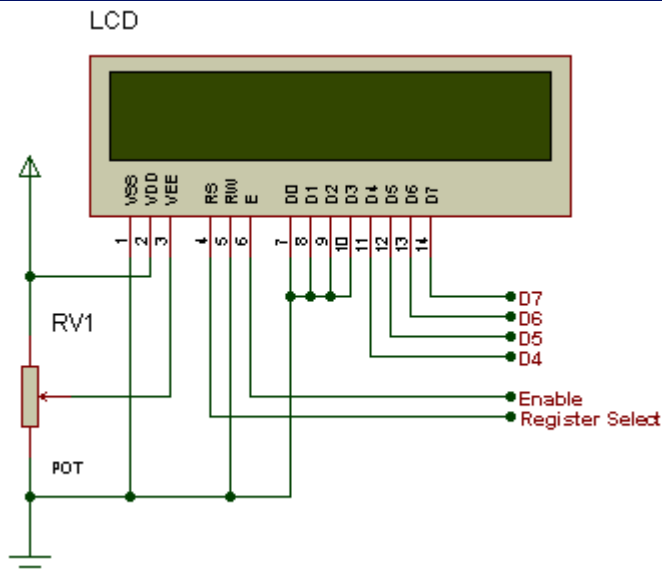 LCD
VSS VDD VEE RS RW E D0 D1 D2 D3 D4 D5 D6 D7
1 2 3 4 5 6 7 8 9 10 11 12 13 14
RV1
POT
D7
D6
D5
D4
Enable
Register Select